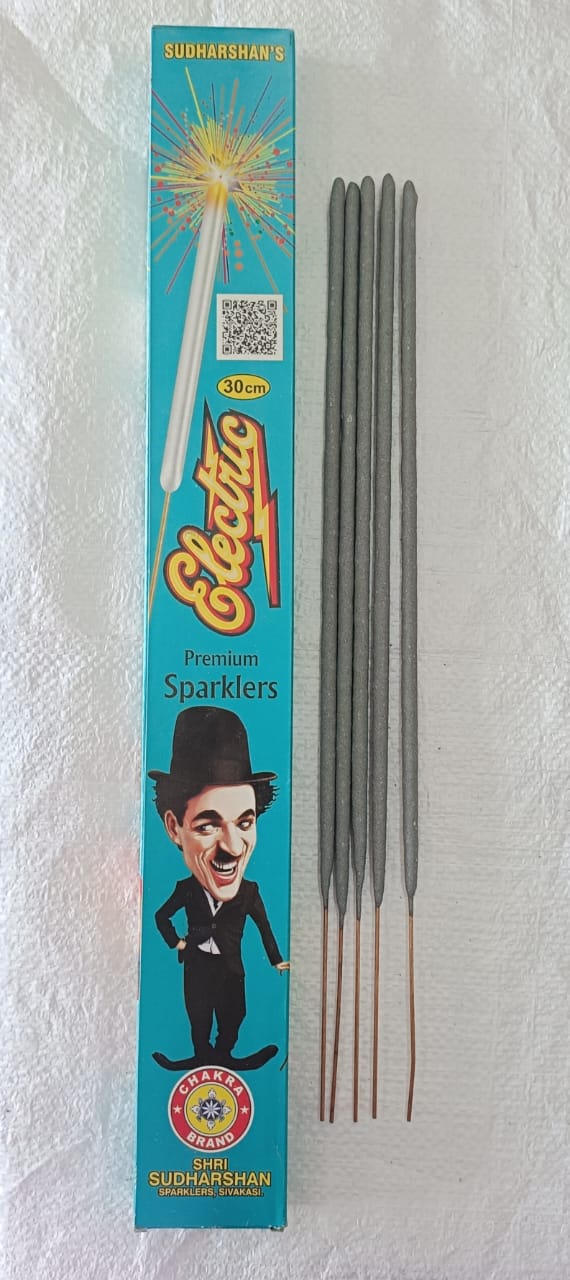 SUDHARSHAN'S
30cm
Electric
Premium
Sparklers
CHAKRA
BRAND
SHRI
SUDHARSHAN
SPARKLERS, SIVAKASI.